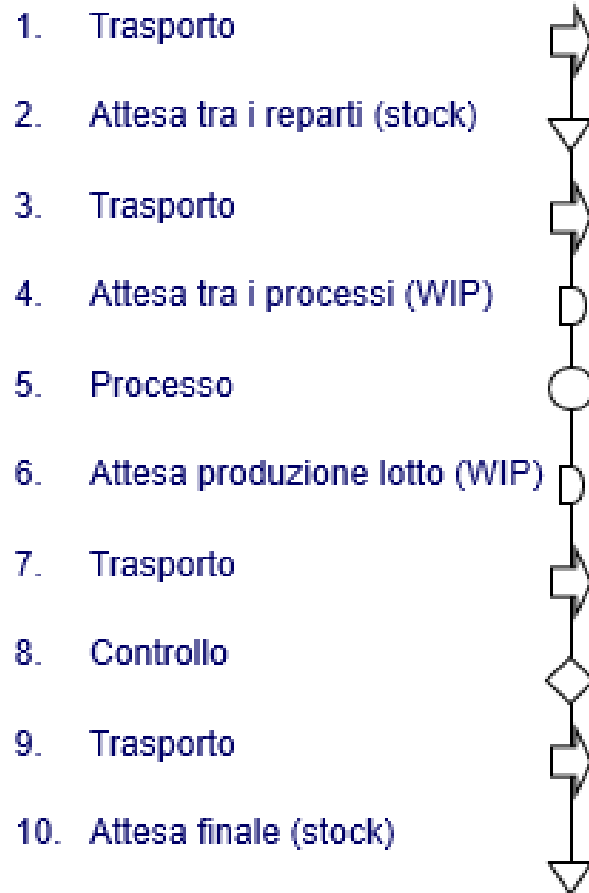 1. Trasporto
2. Attesa tra i reparti (stock)
3. Trasporto
4. Attesa tra i processi (WIP)
5. Processo
6. Attesa produzione lotto (WIP)
7. Trasporto
8. Controllo
9. Trasporto
10. Attesa finale (stock)